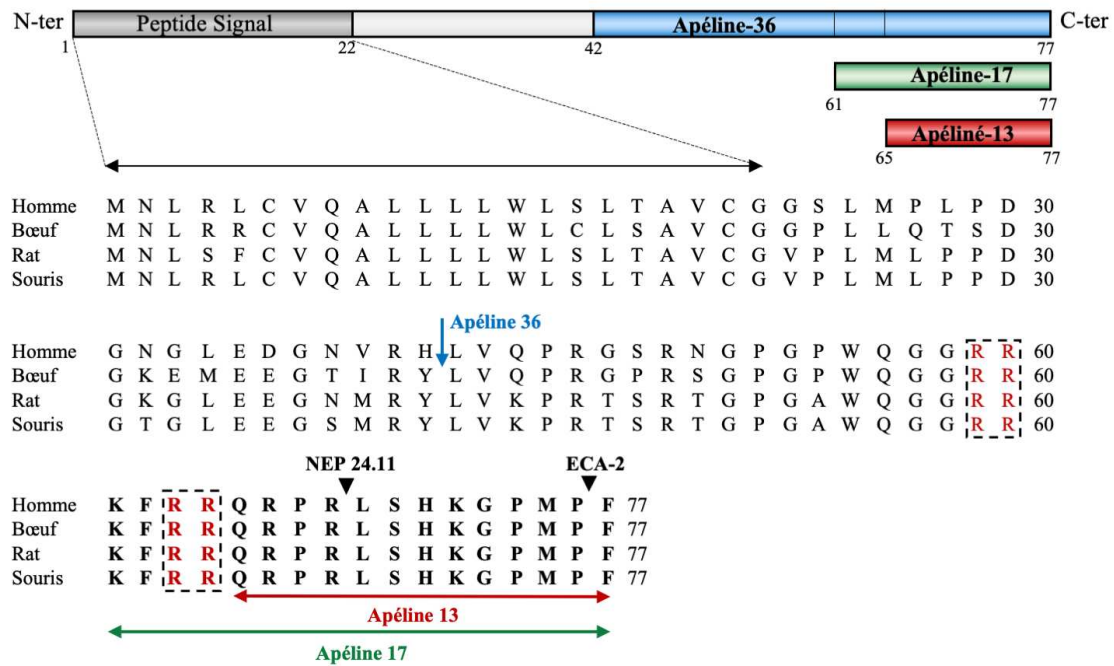 N-ter Peptide Signal Apéline-36 C-ter
1 22 42 77
Apéline-17
61 77
Apéliné-13
65 77
Homme M N L R L C V Q A L L L L W L S L T A V C G G S L M P L P D 30
Bœuf M N L R R C V Q A L L L L W L C L S A V C G G P L L Q T S D 30
Rat M N L S F C V Q A L L L L W L S L T A V C G V P L M L P P D 30
Souris M N L R L C V Q A L L L L W L S L T A V C G V P L M L P P D 30
Apéline 36
Homme G N G L E D G N V R H L V Q P R G S R N G P G P W Q G G R R 60
Bœuf G K E M E E G T I R Y L V Q P R G P R S G P G P W Q G G R R 60
Rat G K G L E E G N M R Y L V K P R T S R T G P G A W Q G G R R 60
Souris G T G L E E G S M R Y L V K P R T S R T G P G A W Q G G R R 60
NEP 24.11 ECA-2
Homme K F R R Q R P R L S H K G P M P F 77
Bœuf K F R R Q R P R L S H K G P M P F 77
Rat K F R R Q R P R L S H K G P M P F 77
Souris K F R R Q R P R L S H K G P M P F 77
Apéline 13
Apéline 17